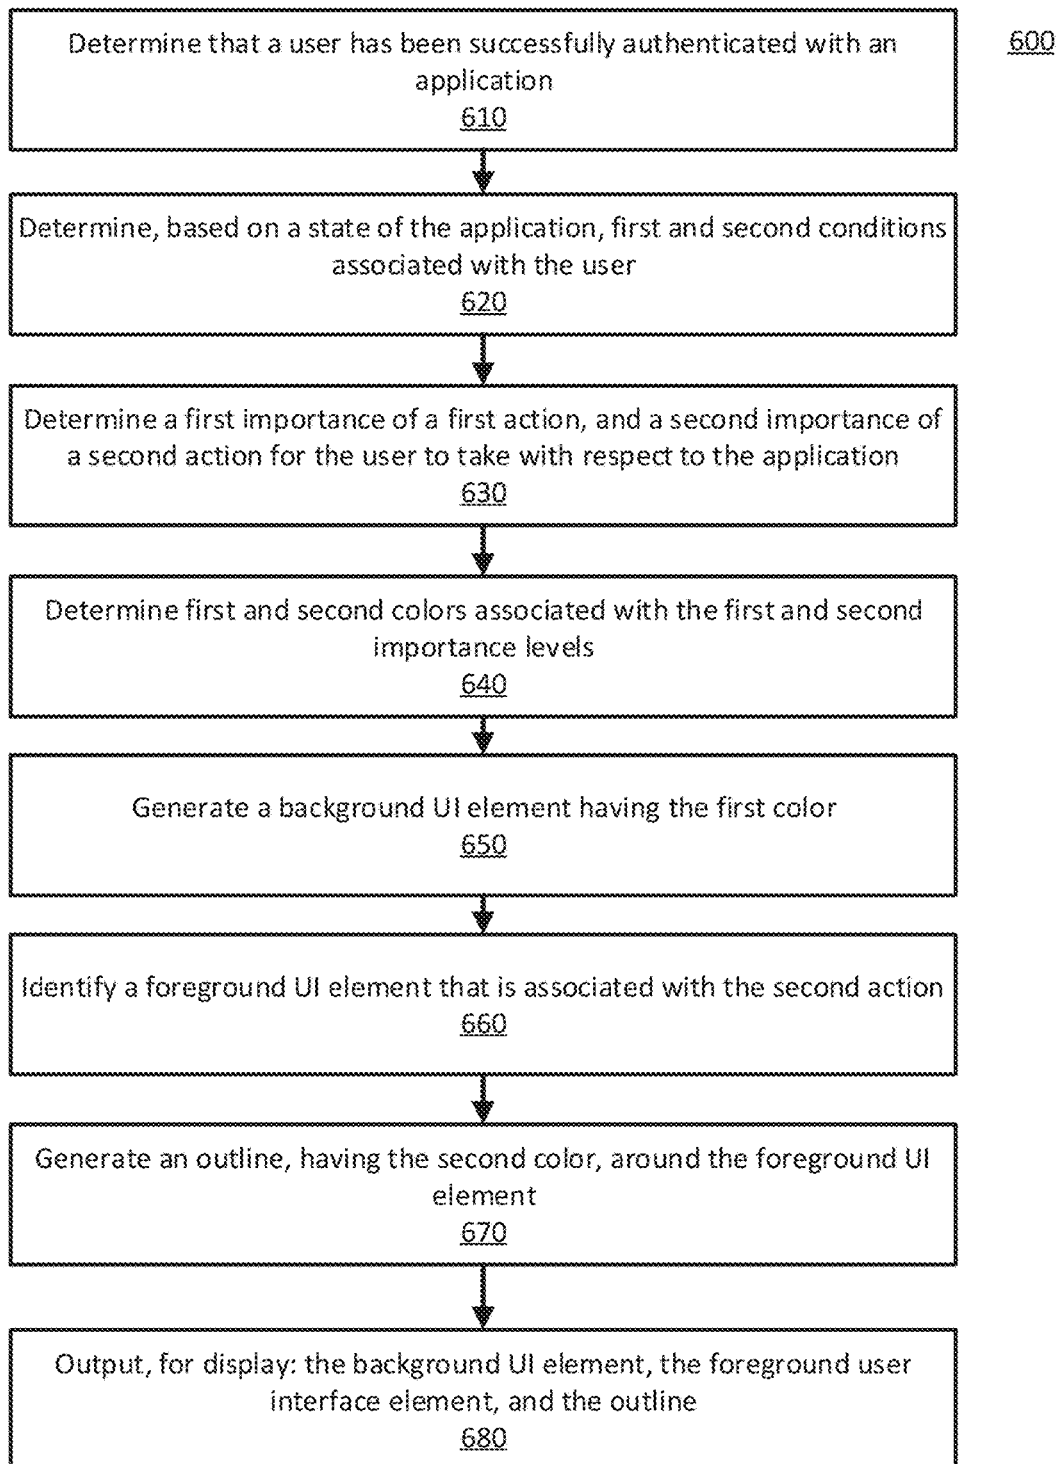 600
Determine that a user has been successfully authenticated with an
application
610
Determine, based on a state of the application, first and second conditions
associated with the user
620
Determine a first importance of a first action, and a second importance of
a second action for the user to take with respect to the application
630
Determine first and second colors associated with the first and second
importance levels
640
Generate a background UI element having the first color
650
Identify a foreground UI element that is associated with the second action
660
Generate an outline, having the second color, around the foreground UI
element
670
Output, for display: the background UI element, the foreground user
interface element, and the outline
680